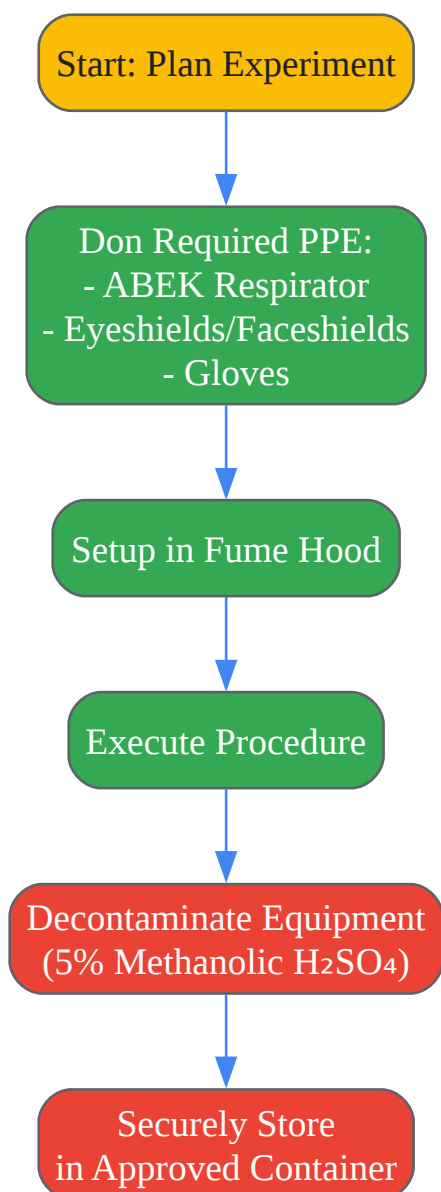 Start: Plan Experiment
Don Required PPE:
- ABEK Respirator
- Eyeshields/Faceshields
- Gloves
Setup in Fume Hood
Execute Procedure
Decontaminate Equipment
(5% Methanolic H₂SO₄)
Securely Store
in Approved Container